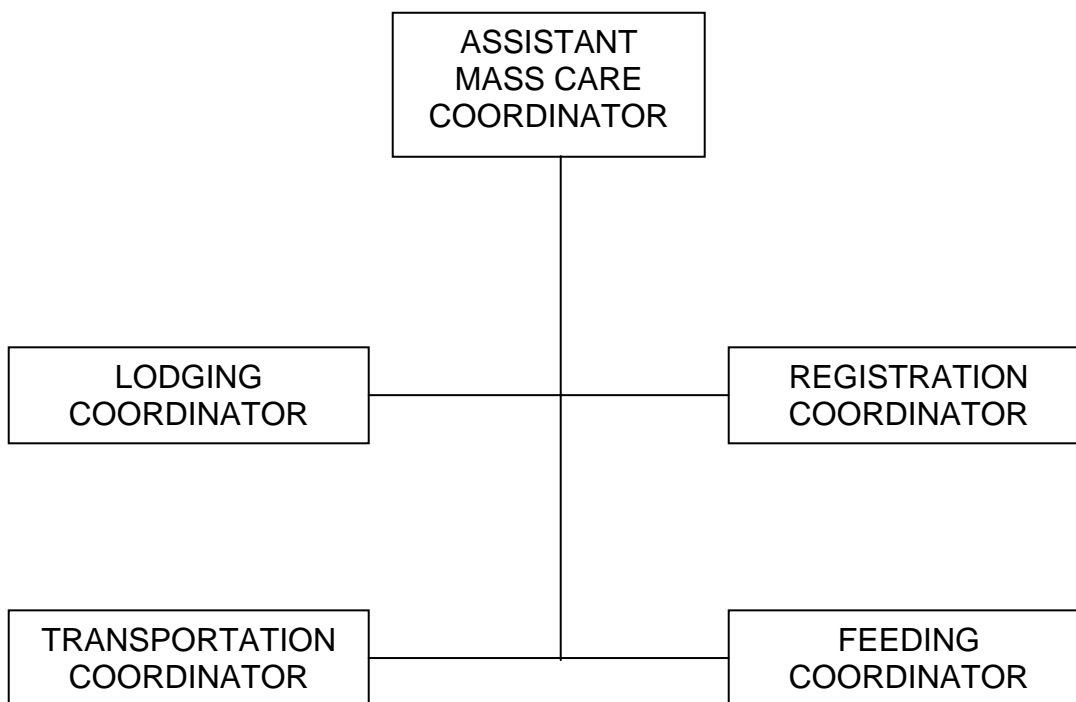 ASSISTANT
MASS CARE
COORDINATOR
LODGING
COORDINATOR
REGISTRATION
COORDINATOR
TRANSPORTATION
COORDINATOR
FEEDING
COORDINATOR